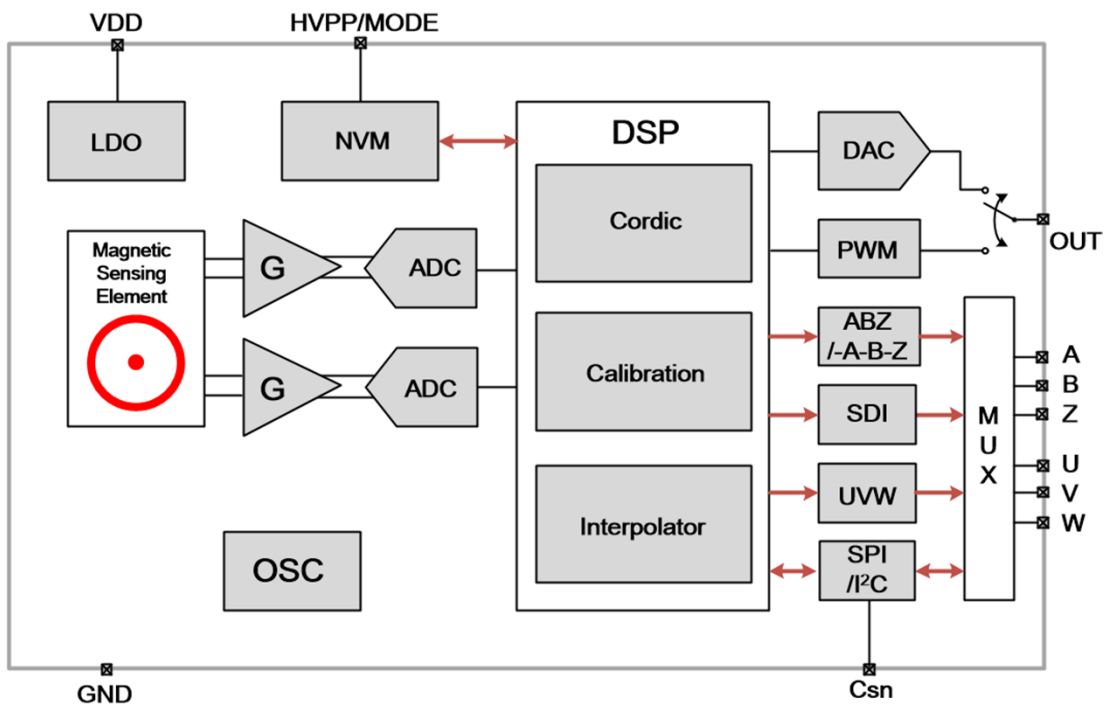 VDD
HVPP/MODE
LDO
NVM
DSP
DAC
Cordic
OUT
PWM
Magnetic
Sensing
Element
G
ADC
ABZ
/-A-B-Z
A
B
Z
G
ADC
Calibration
SDI
M
U
X
U
V
W
UVW
Interpolator
OSC
SPI
/I²C
GND
Csn